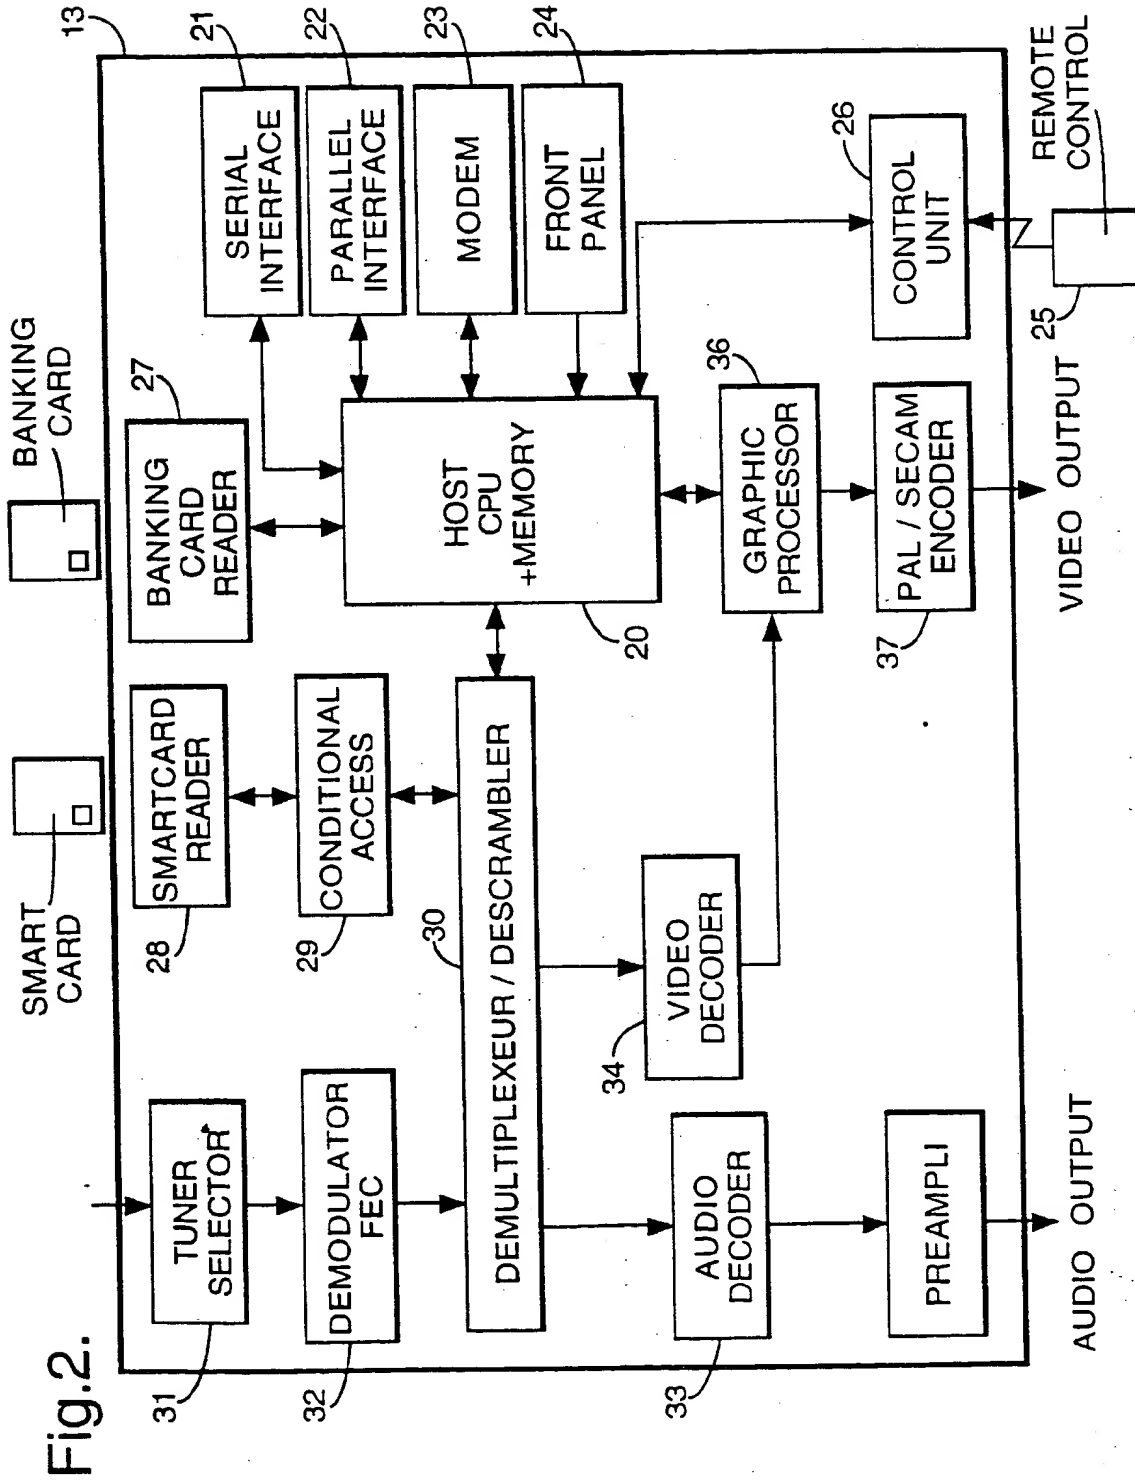 Fig.2.
SMART
CARD
BANKING
CARD
13
31
TUNER
SELECTOR
28
SMARTCARD
READER
27
BANKING
CARD
READER
21
SERIAL
INTERFACE
22
PARALLEL
INTERFACE
32
DEMODULATOR
FEC
29
CONDITIONAL
ACCESS
23
MODEM
30
DEMULTIPLEXEUR / DESCRAMBLER
HOST
CPU
+MEMORY
20
24
FRONT
PANEL
33
AUDIO
DECODER
34
VIDEO
DECODER
36
GRAPHIC
PROCESSOR
26
CONTROL
UNIT
PREAMPLI
37
PAL / SECAM
ENCODER
25
REMOTE
CONTROL
AUDIO OUTPUT
VIDEO OUTPUT